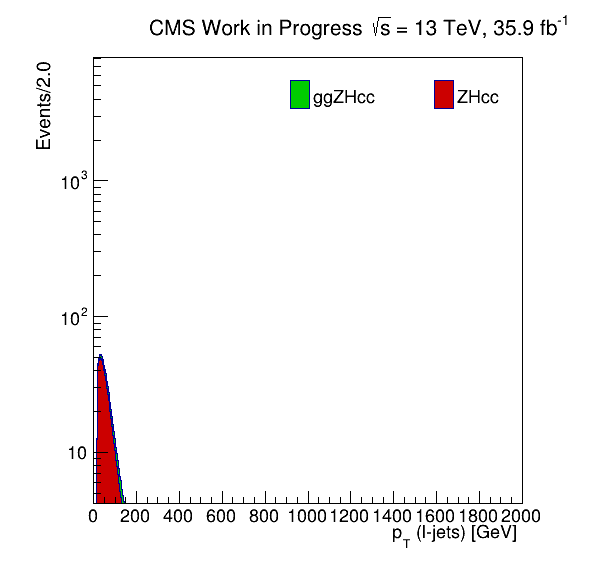 CMS Work in Progress √s = 13 TeV, 35.9 fb⁻¹
Events/2.0
ggZHcc ZHcc
10³
10²
10
0 200 400 600 800 1000 1200 1400 1600 1800 2000
p_T (l-jets) [GeV]